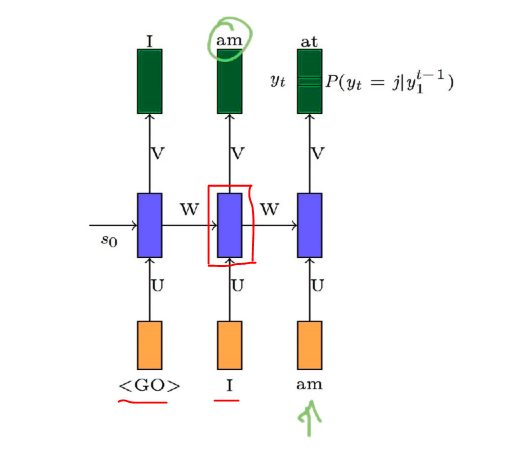 I am at
y_t P(y_t = j|y_1^{t-1})
V V V
W W
s_0
U U U
<GO> I am